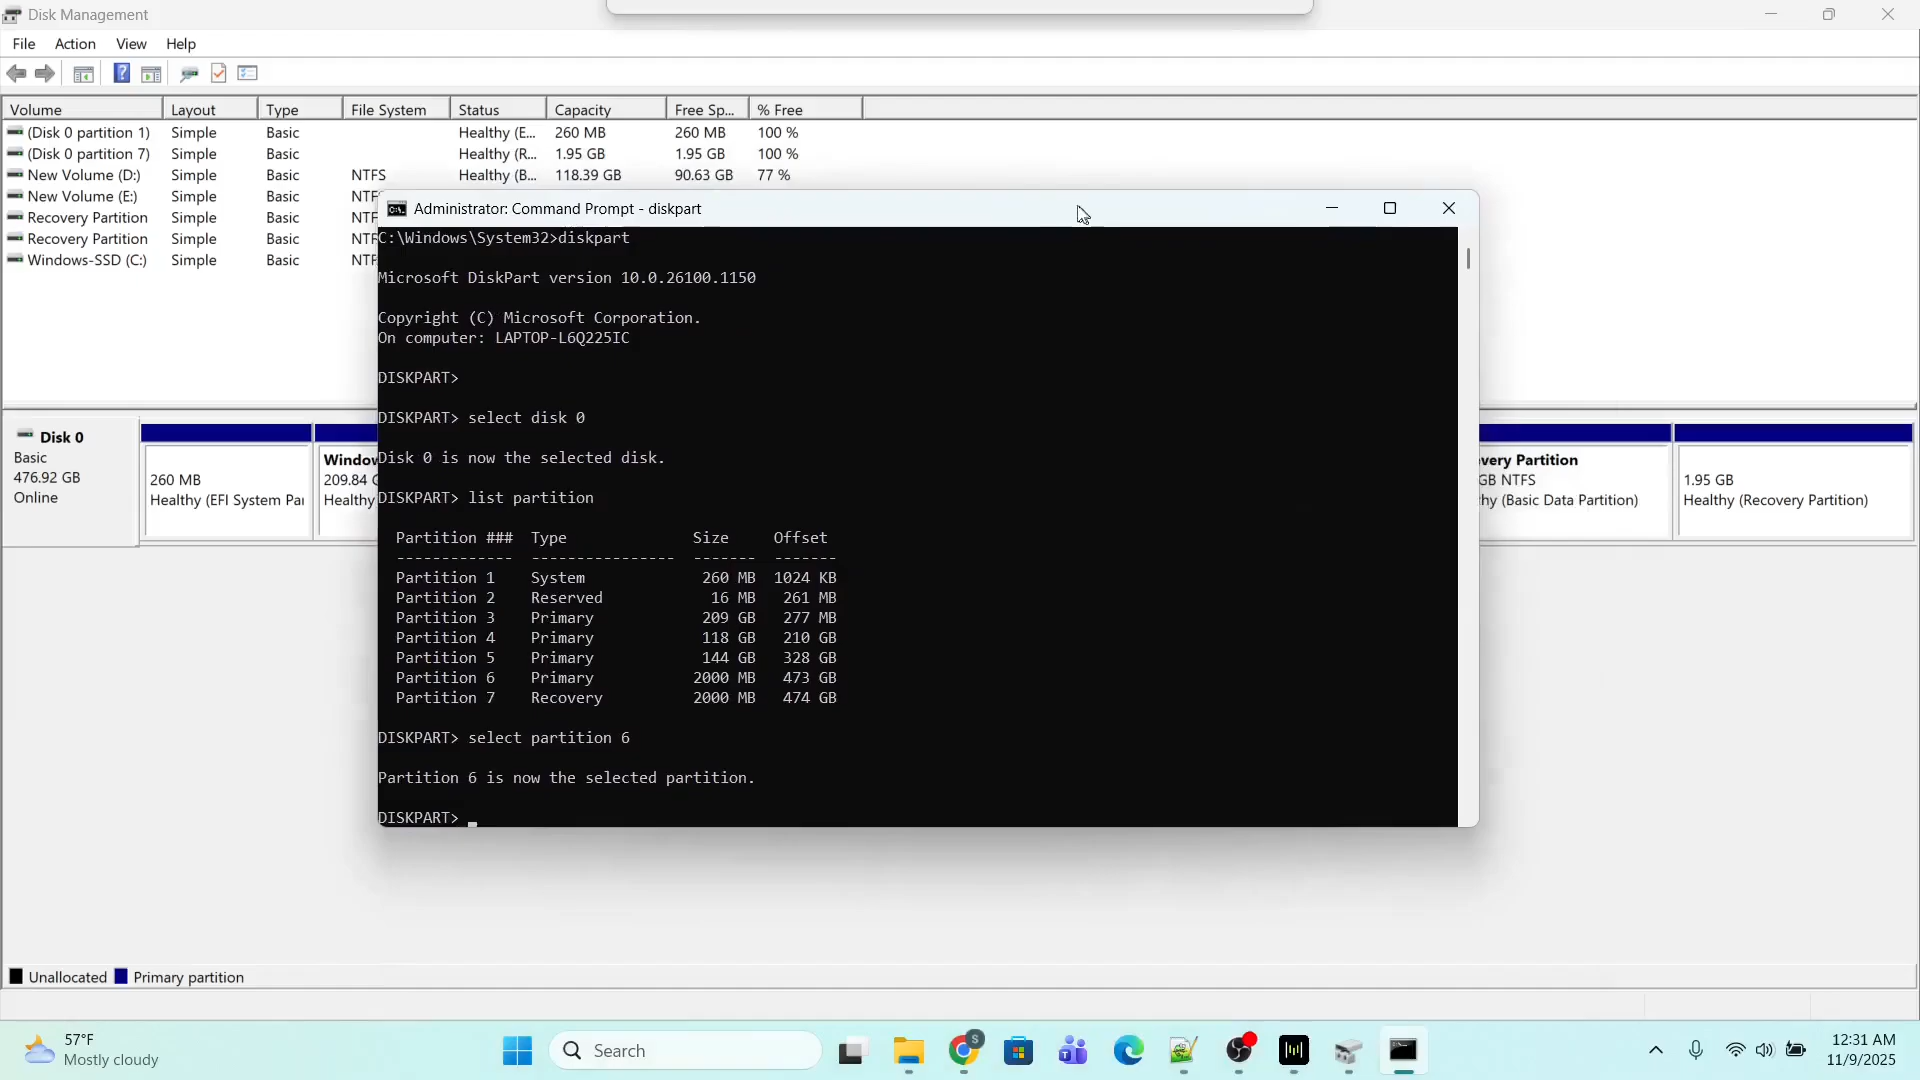 Disk Management
File Action View Help
Volume Layout Type File System Status Capacity Free Sp... % Free
(Disk 0 partition 1) Simple Basic Healthy (E... 260 MB 260 MB 100 %
(Disk 0 partition 7) Simple Basic Healthy (R... 1.95 GB 1.95 GB 100 %
New Volume (D:) Simple Basic NTFS Healthy (B... 118.39 GB 90.63 GB 77 %
New Volume (E:) Simple Basic NTF
Recovery Partition Simple Basic NTF
Recovery Partition Simple Basic NTF
Windows-SSD (C:) Simple Basic NTF
Administrator: Command Prompt - diskpart
C:\Windows\System32>diskpart
Microsoft DiskPart version 10.0.26100.1150
Copyright (C) Microsoft Corporation.
On computer: LAPTOP-L6Q225IC
DISKPART>
DISKPART> select disk 0
Disk 0 is now the selected disk.
DISKPART> list partition
Partition ### Type Size Offset
------------- ---------------- ------- -------
Partition 1 System 260 MB 1024 KB
Partition 2 Reserved 16 MB 261 MB
Partition 3 Primary 209 GB 277 MB
Partition 4 Primary 118 GB 210 GB
Partition 5 Primary 144 GB 328 GB
Partition 6 Primary 2000 MB 473 GB
Partition 7 Recovery 2000 MB 474 GB
DISKPART> select partition 6
Partition 6 is now the selected partition.
DISKPART>
Disk 0
Basic
476.92 GB
Online
260 MB
Healthy (EFI System Par
Window
209.84 G
Healthy
very Partition
GB NTFS
hy (Basic Data Partition)
1.95 GB
Healthy (Recovery Partition)
Unallocated Primary partition
57°F
Mostly cloudy
Search
S
12:31 AM
11/9/2025